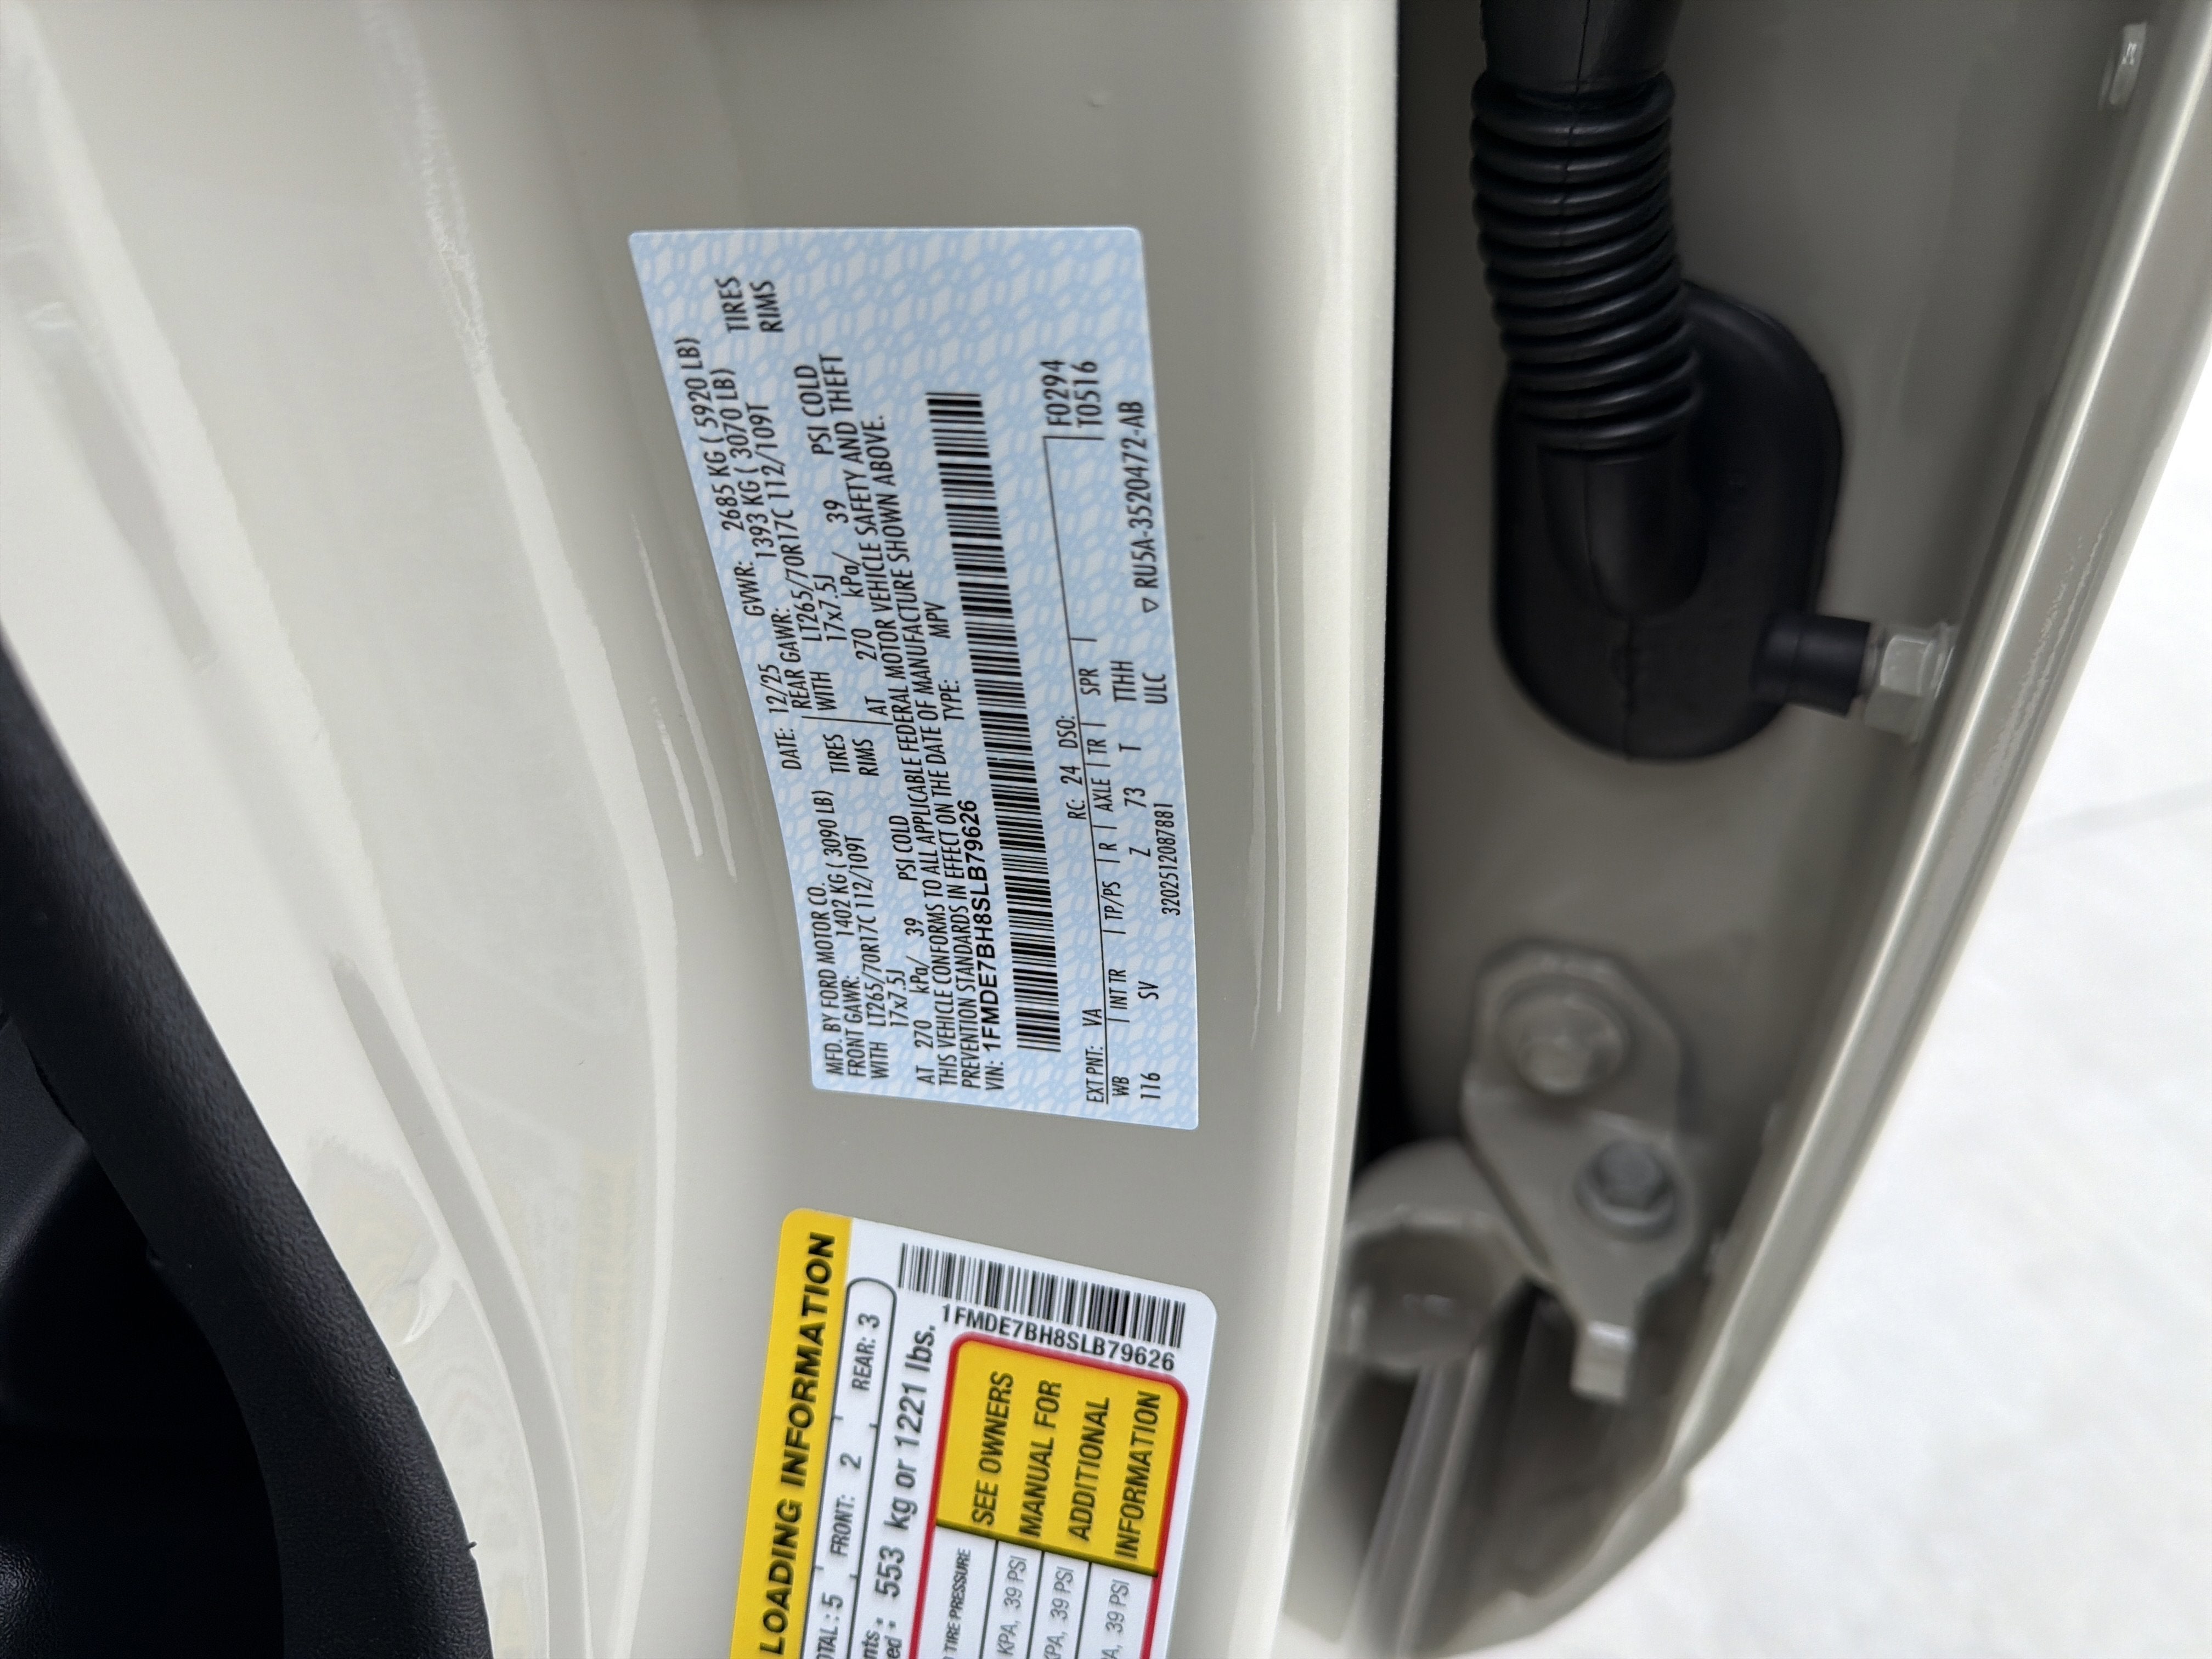 MFD. BY FORD MOTOR CO.
DATE: 12/25 GVWR: 2685 KG ( 5920 LB)
FRONT GAWR: 1402 KG ( 3090 LB) REAR GAWR: 1393 KG ( 3070 LB)
WITH LT265/70R17C 112/109T TIRES WITH LT265/70R17C 112/109T TIRES
17x7.5J RIMS 17x7.5J RIMS
AT 270 kPa/ 39 PSI COLD AT 270 kPa/ 39 PSI COLD
THIS VEHICLE CONFORMS TO ALL APPLICABLE FEDERAL MOTOR VEHICLE SAFETY AND THEFT
PREVENTION STANDARDS IN EFFECT ON THE DATE OF MANUFACTURE SHOWN ABOVE.
VIN: 1FMDE7BH8SLB79626 TYPE: MPV
EXT PNT: VA RC: 24 DSO: F0294
WB INT TR TP/PS R AXLE TR SPR T0516
116 SV Z 73 T TTHH
3202512087881 ULC ▽ RU5A-3520472-AB
LOADING INFORMATION
: 5 FRONT: 2 REAR: 3
: 553 kg or 1221 lbs.
1FMDE7BH8SLB79626
TIRE PRESSURE
KPA, 39 PSI
39 PSI
39 PSI
SEE OWNERS
MANUAL FOR
ADDITIONAL
INFORMATION